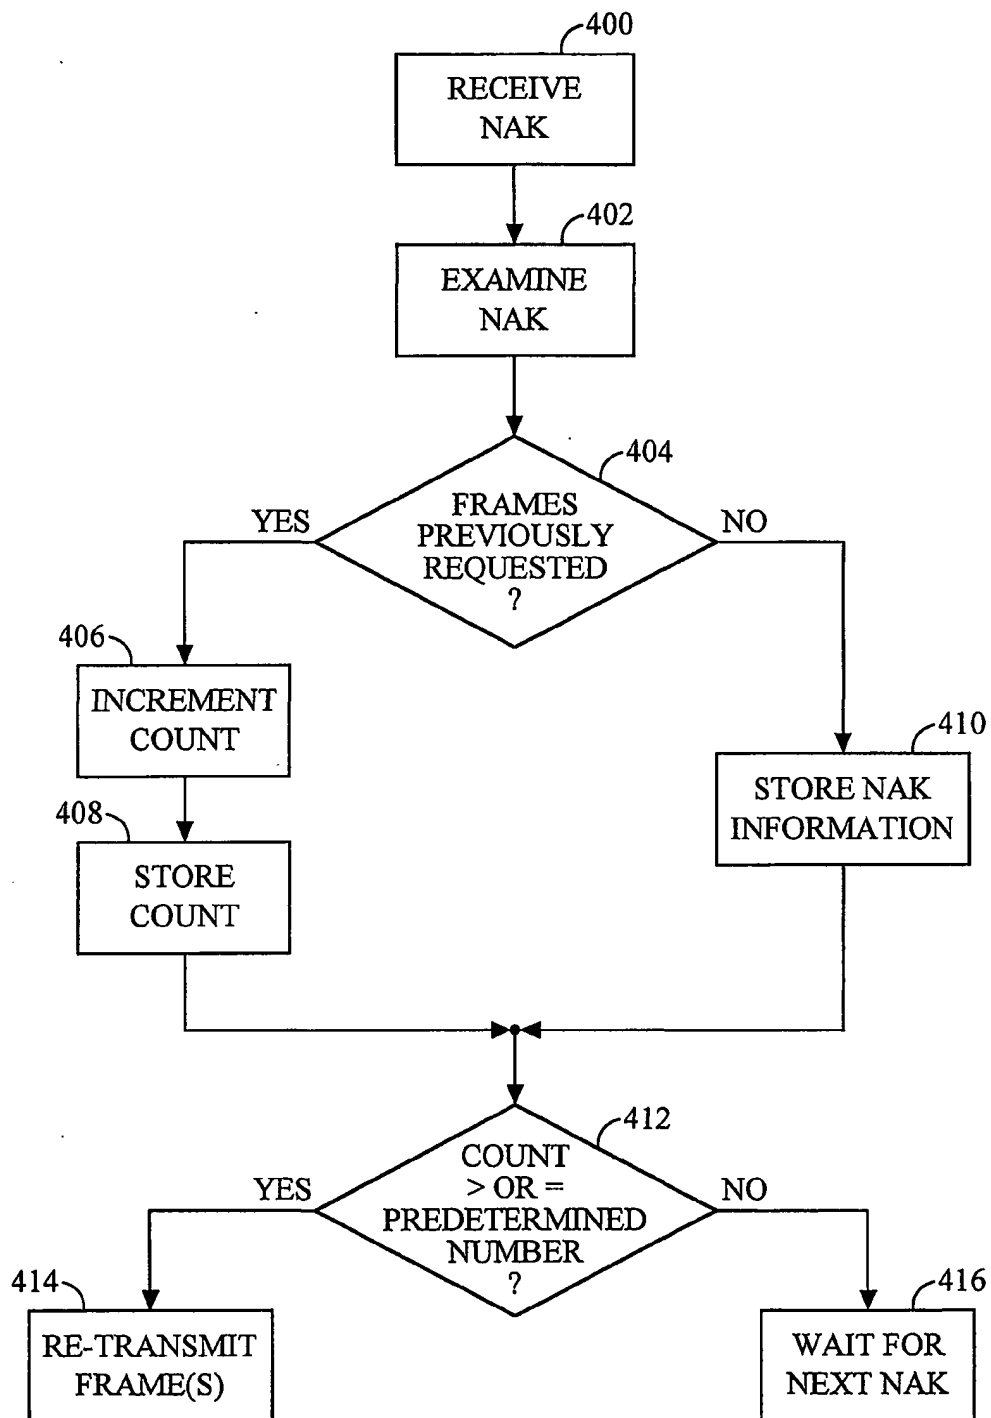 400
RECEIVE
NAK
402
EXAMINE
NAK
404
FRAMES
PREVIOUSLY
REQUESTED
?
YES
NO
406
INCREMENT
COUNT
408
STORE
COUNT
410
STORE NAK
INFORMATION
412
COUNT
> OR =
PREDETERMINED
NUMBER
?
YES
NO
414
RE-TRANSMIT
FRAME(S)
416
WAIT FOR
NEXT NAK